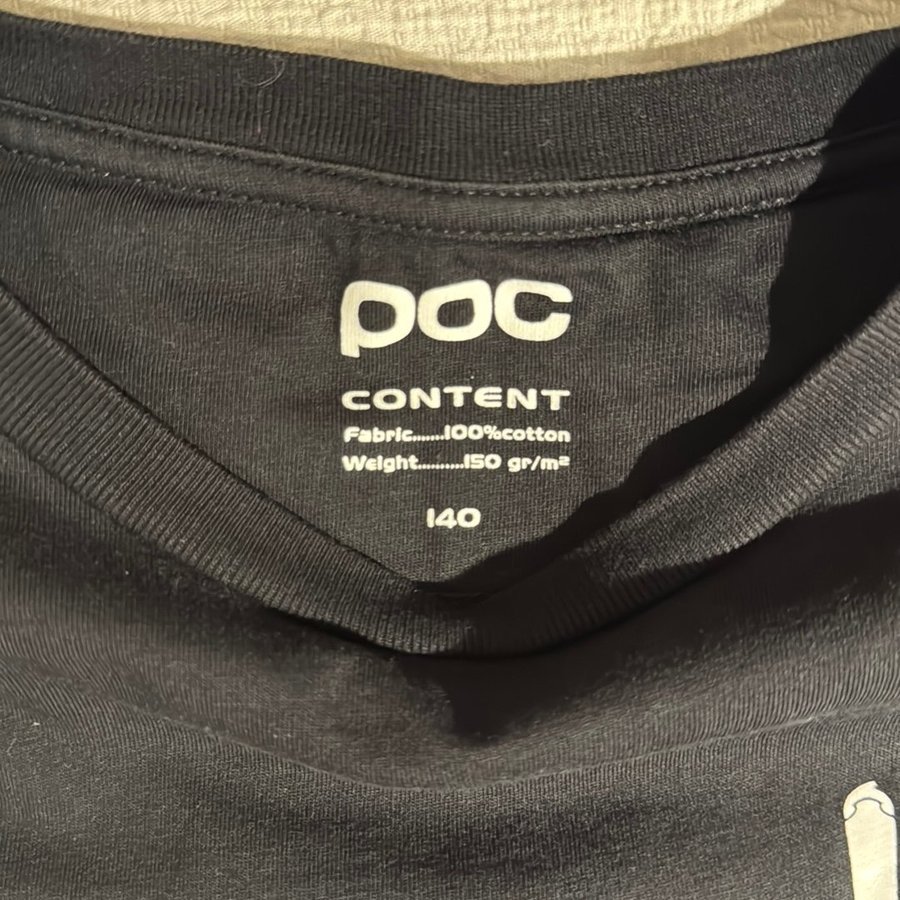 POC
CONTENT
Fabric.......100%cotton
Weight..........150 gr/m²
140